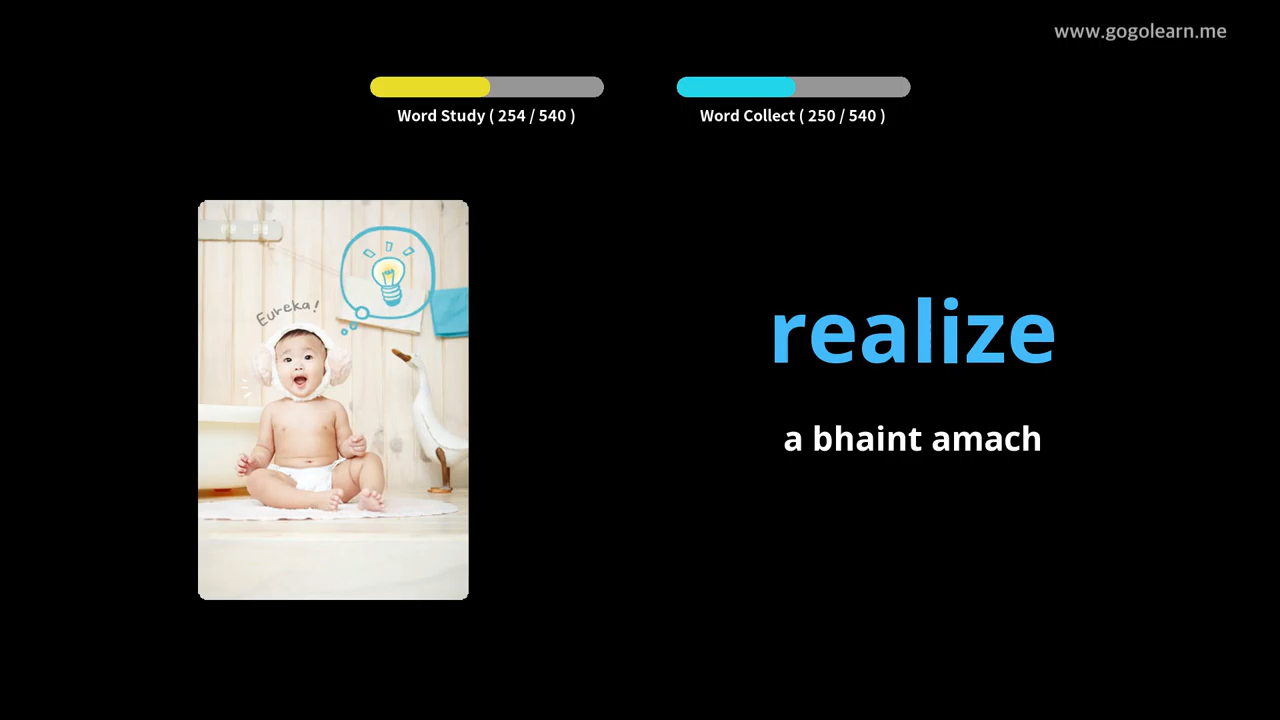 www.gogolearn.me
Word Study ( 254 / 540 )
Word Collect ( 250 / 540 )
Eureka!
realize
a bhaint amach